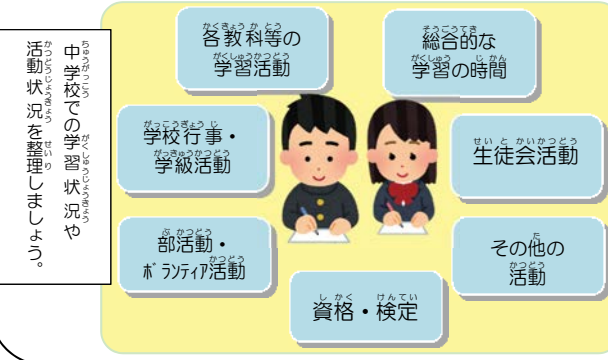 中学校での学習状況や
活動状況を整理しましょう。
各教科等の
学習活動
総合的な
学習の時間
学校行事・
学級活動
生徒会活動
部活動・
ボランティア活動
その他の
活動
資格・検定